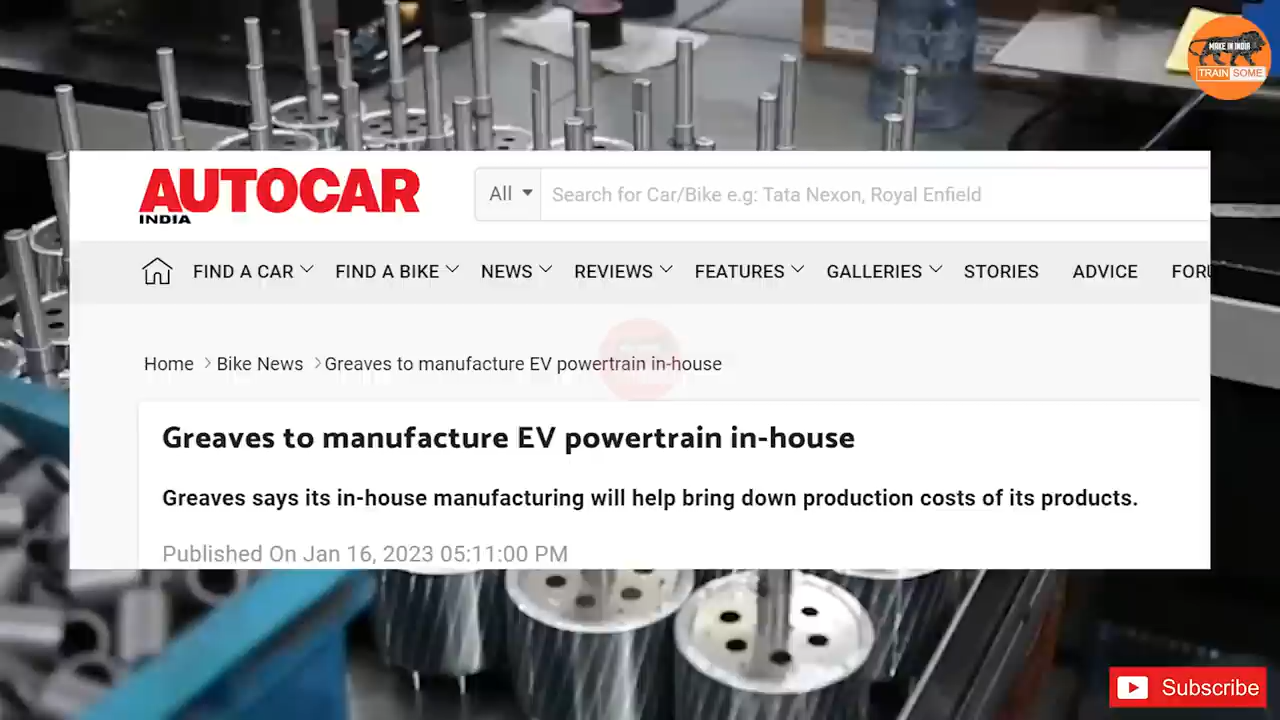 MAKE IN INDIA
TRAIN SOME
AUTOCAR
INDIA
All Search for Car/Bike e.g: Tata Nexon, Royal Enfield
FIND A CAR FIND A BIKE NEWS REVIEWS FEATURES GALLERIES STORIES ADVICE FORU
Home > Bike News > Greaves to manufacture EV powertrain in-house
Greaves to manufacture EV powertrain in-house
Greaves says its in-house manufacturing will help bring down production costs of its products.
Published On Jan 16, 2023 05:11:00 PM
Subscribe